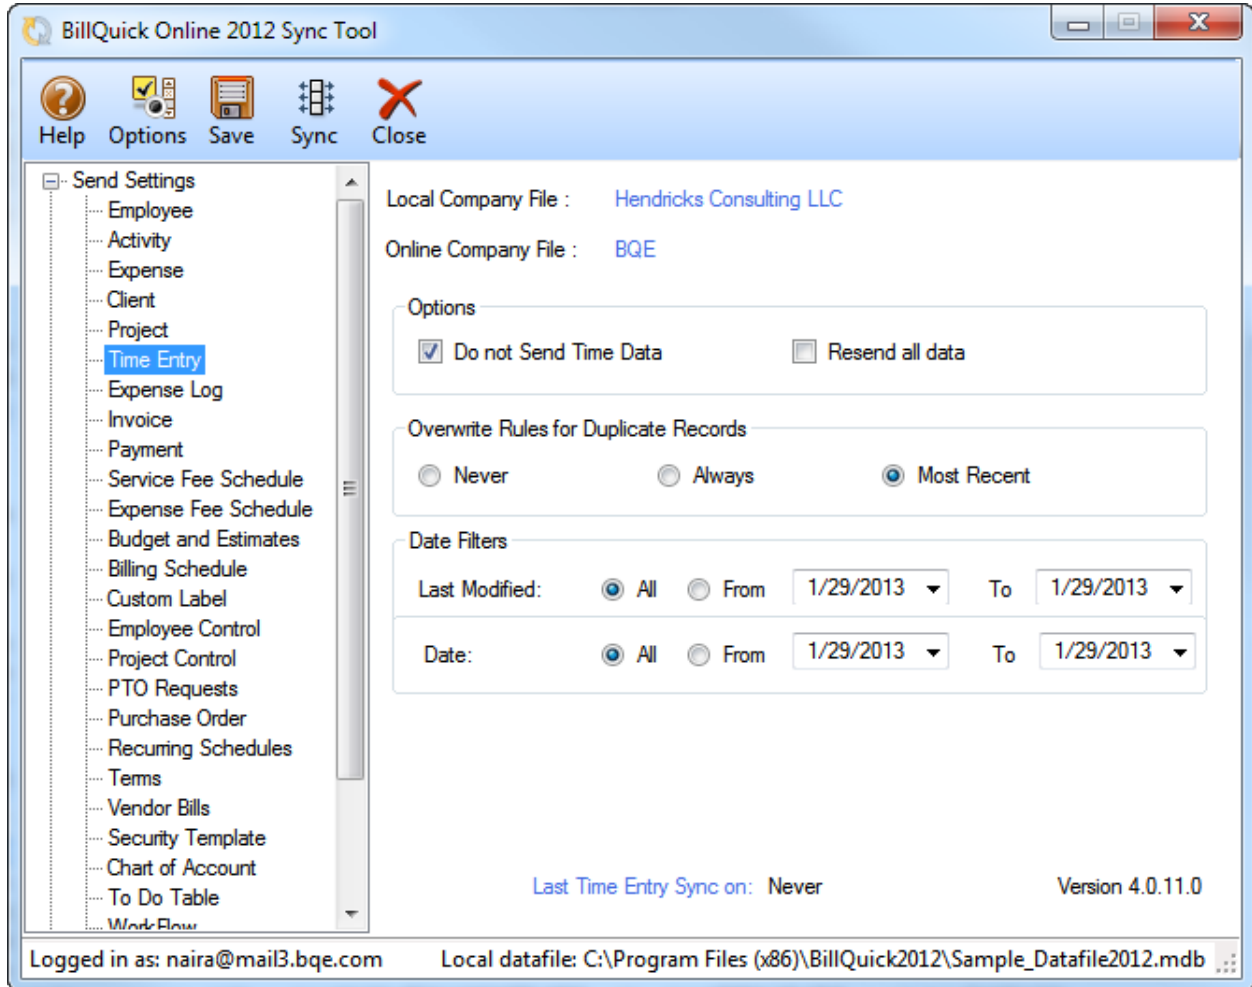 BillQuick Online 2012 Sync Tool
Help Options Save Sync Close
Send Settings
Employee
Activity
Expense
Client
Project
Time Entry
Expense Log
Invoice
Payment
Service Fee Schedule
Expense Fee Schedule
Budget and Estimates
Billing Schedule
Custom Label
Employee Control
Project Control
PTO Requests
Purchase Order
Recurring Schedules
Terms
Vendor Bills
Security Template
Chart of Account
To Do Table
WorkFlow
Local Company File : Hendricks Consulting LLC
Online Company File : BQE
Options
Do not Send Time Data Resend all data
Overwrite Rules for Duplicate Records
Never Always Most Recent
Date Filters
Last Modified: All From 1/29/2013 To 1/29/2013
Date: All From 1/29/2013 To 1/29/2013
Last Time Entry Sync on: Never Version 4.0.11.0
Logged in as: naira@mail3.bqe.com Local datafile: C:\Program Files (x86)\BillQuick2012\Sample_Datafile2012.mdb